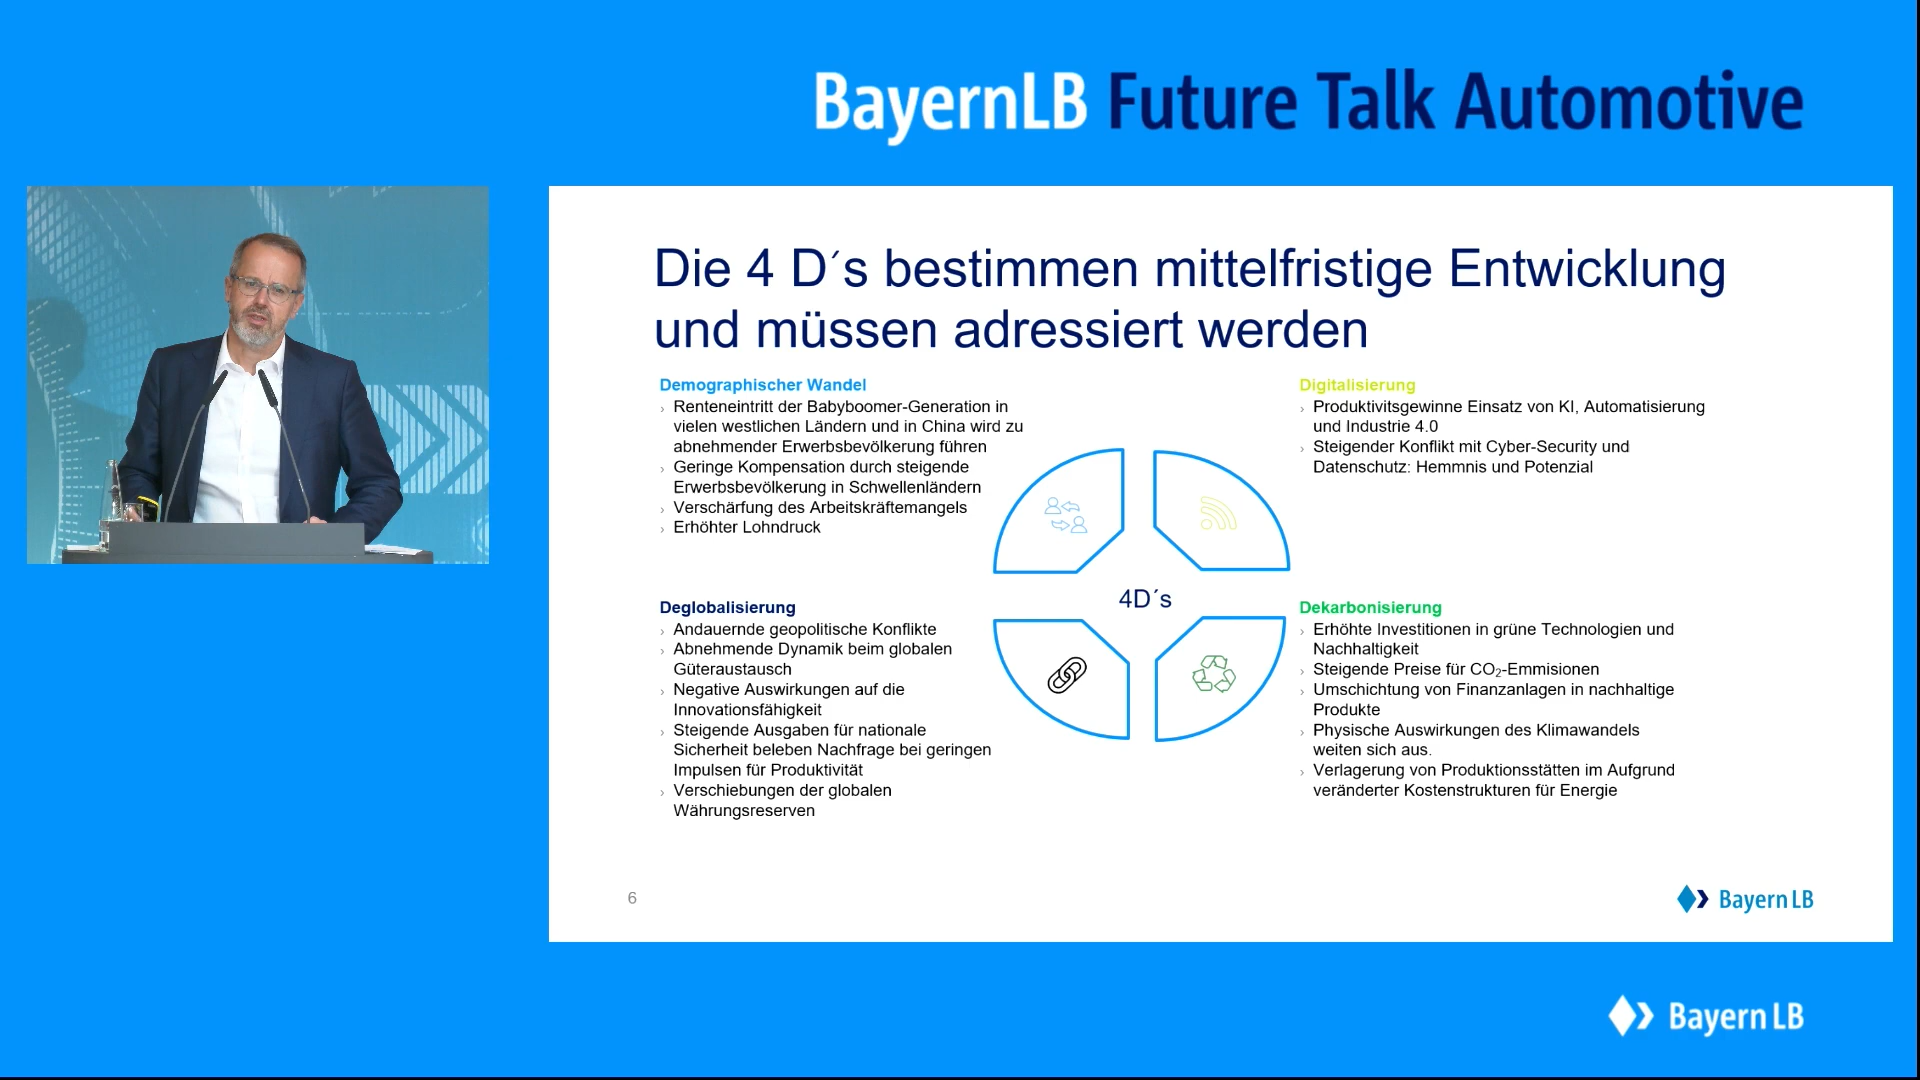 BayernLB Future Talk Automotive
Die 4 D´s bestimmen mittelfristige Entwicklung
und müssen adressiert werden
Demographischer Wandel
› Renteneintritt der Babyboomer-Generation in
vielen westlichen Ländern und in China wird zu
abnehmender Erwerbsbevölkerung führen
› Geringe Kompensation durch steigende
Erwerbsbevölkerung in Schwellenländern
› Verschärfung des Arbeitskräftemangels
› Erhöhter Lohndruck
Digitalisierung
› Produktivitsgewinne Einsatz von KI, Automatisierung
und Industrie 4.0
› Steigender Konflikt mit Cyber-Security und
Datenschutz: Hemmnis und Potenzial
4D´s
Deglobalisierung
› Andauernde geopolitische Konflikte
› Abnehmende Dynamik beim globalen
Güteraustausch
› Negative Auswirkungen auf die
Innovationsfähigkeit
› Steigende Ausgaben für nationale
Sicherheit beleben Nachfrage bei geringen
Impulsen für Produktivität
› Verschiebungen der globalen
Währungsreserven
Dekarbonisierung
› Erhöhte Investitionen in grüne Technologien und
Nachhaltigkeit
› Steigende Preise für CO₂-Emmisionen
› Umschichtung von Finanzanlagen in nachhaltige
Produkte
› Physische Auswirkungen des Klimawandels
weiten sich aus.
› Verlagerung von Produktionsstätten im Aufgrund
veränderter Kostenstrukturen für Energie
6
BayernLB
BayernLB